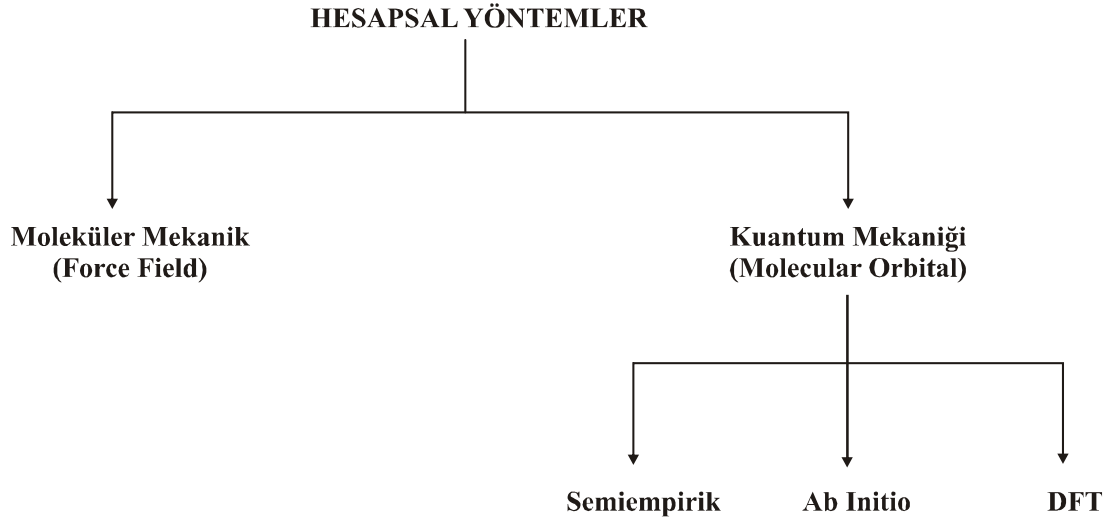 HESAPSAL YÖNTEMLER
Moleküler Mekanik
(Force Field)
Kuantum Mekaniği
(Molecular Orbital)
Semiempirik
Ab Initio
DFT